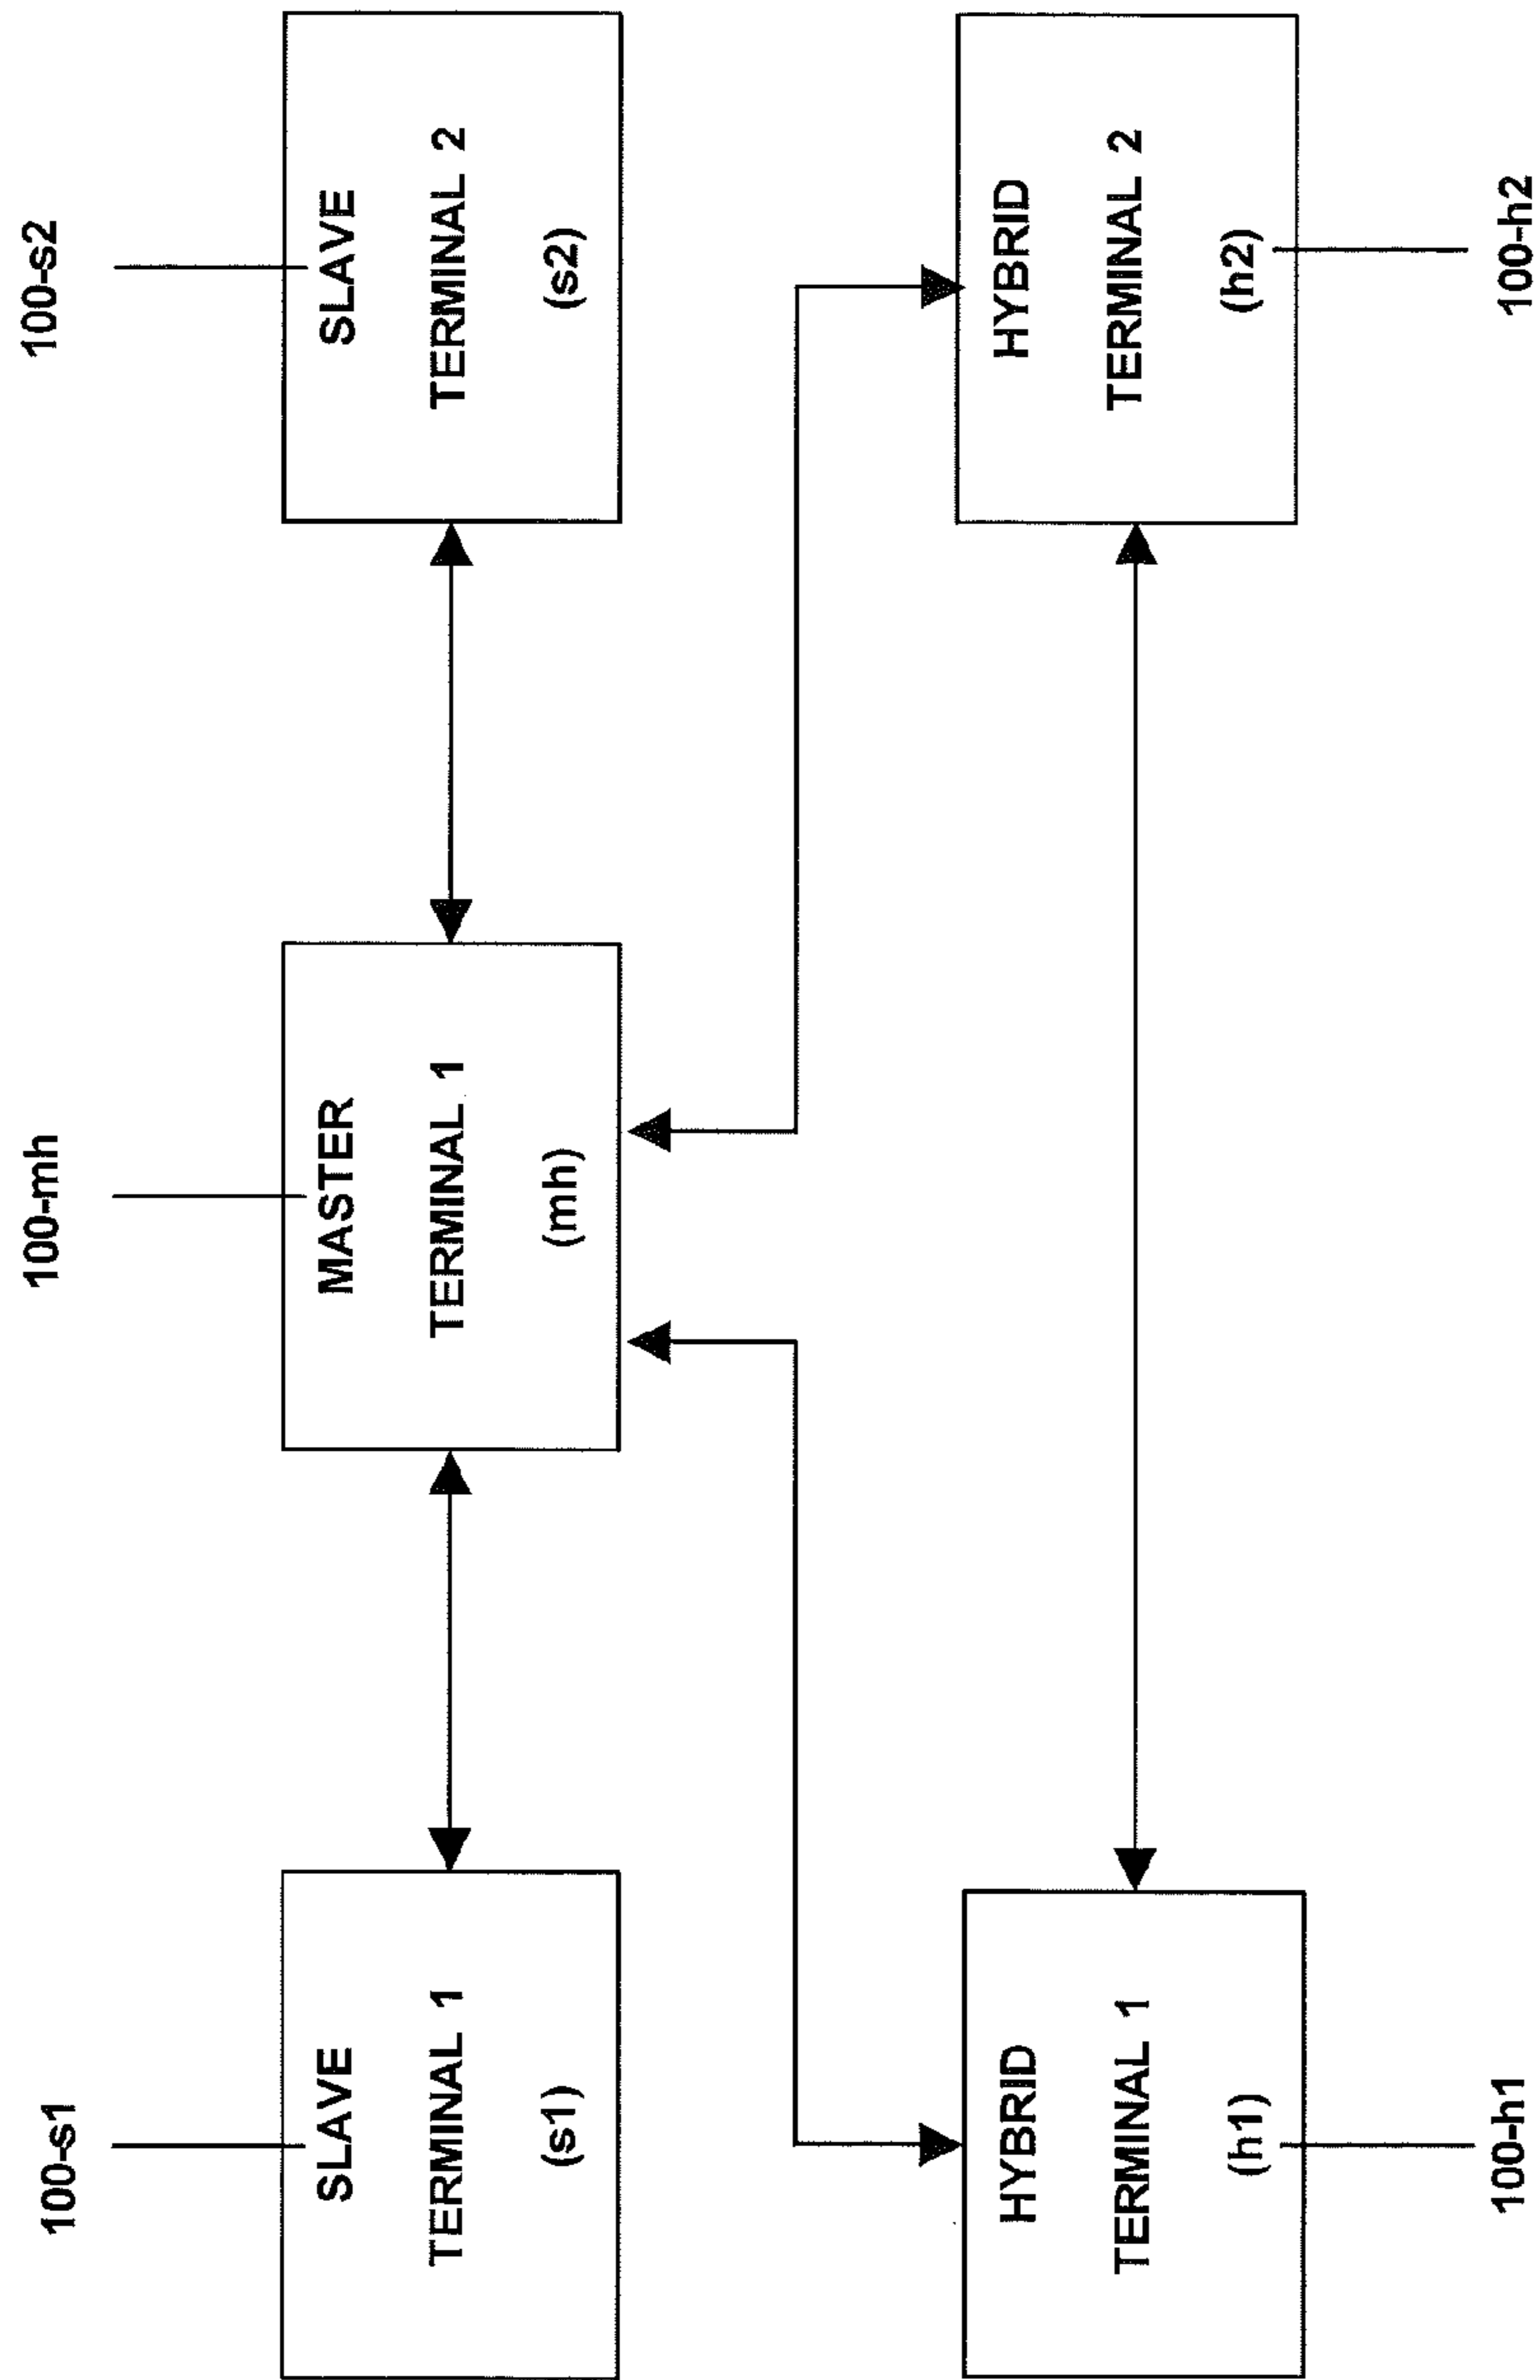 100-s1
100-mh
100-s2
SLAVE
TERMINAL 1
(s1)
MASTER
TERMINAL 1
(mh)
SLAVE
TERMINAL 2
(s2)
HYBRID
TERMINAL 1
(h1)
HYBRID
TERMINAL 2
(h2)
100-h1
100-h2